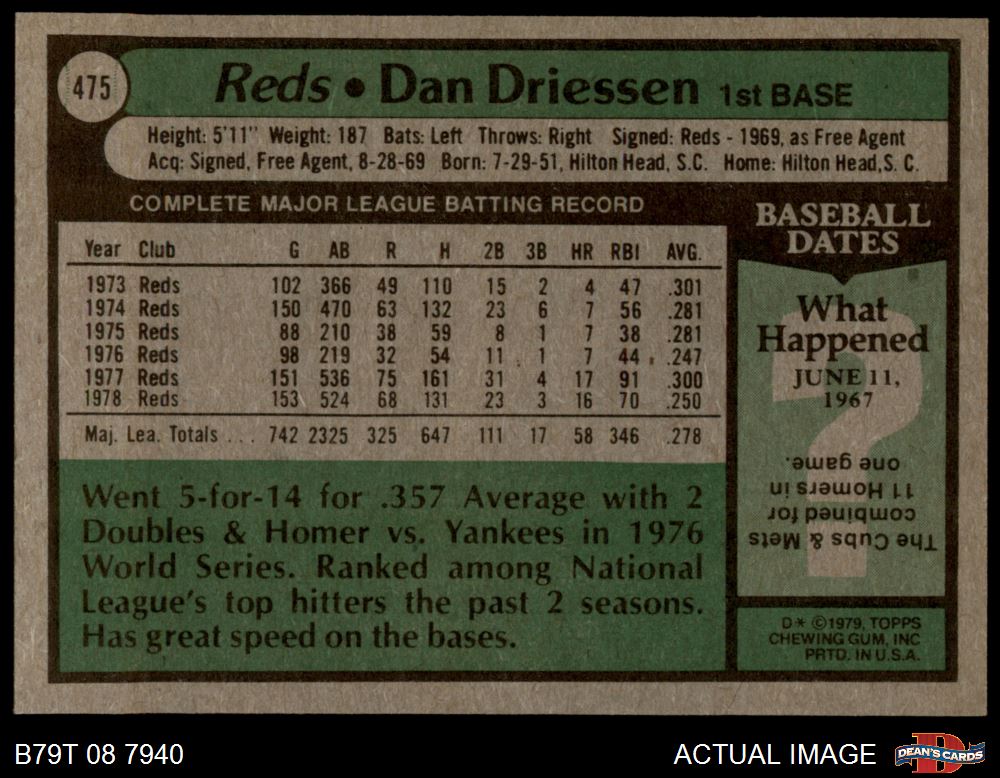 475
Reds • Dan Driessen 1st BASE
Height: 5'11" Weight: 187 Bats: Left Throws: Right Signed: Reds - 1969, as Free Agent
Acq: Signed, Free Agent, 8-28-69 Born: 7-29-51, Hilton Head, S.C. Home: Hilton Head,S. C.
COMPLETE MAJOR LEAGUE BATTING RECORD
Year Club G AB R H 2B 3B HR RBI AVG.
1973 Reds 102 366 49 110 15 2 4 47 .301
1974 Reds 150 470 63 132 23 6 7 56 .281
1975 Reds 88 210 38 59 8 1 7 38 .281
1976 Reds 98 219 32 54 11 1 7 44 .247
1977 Reds 151 536 75 161 31 4 17 91 .300
1978 Reds 153 524 68 131 23 3 16 70 .250
Maj. Lea. Totals . . . 742 2325 325 647 111 17 58 346 .278
Went 5-for-14 for .357 Average with 2
Doubles & Homer vs. Yankees in 1976
World Series. Ranked among National
League's top hitters the past 2 seasons.
Has great speed on the bases.
BASEBALL
DATES
What
Happened
JUNE 11,
1967
The Cubs & Mets
combined for
11 Homers in
one game.
D* ©1979, TOPPS
CHEWING GUM, INC
PRTD. IN U.S.A.
B79T 08 7940
ACTUAL IMAGE
DEAN'S CARDS